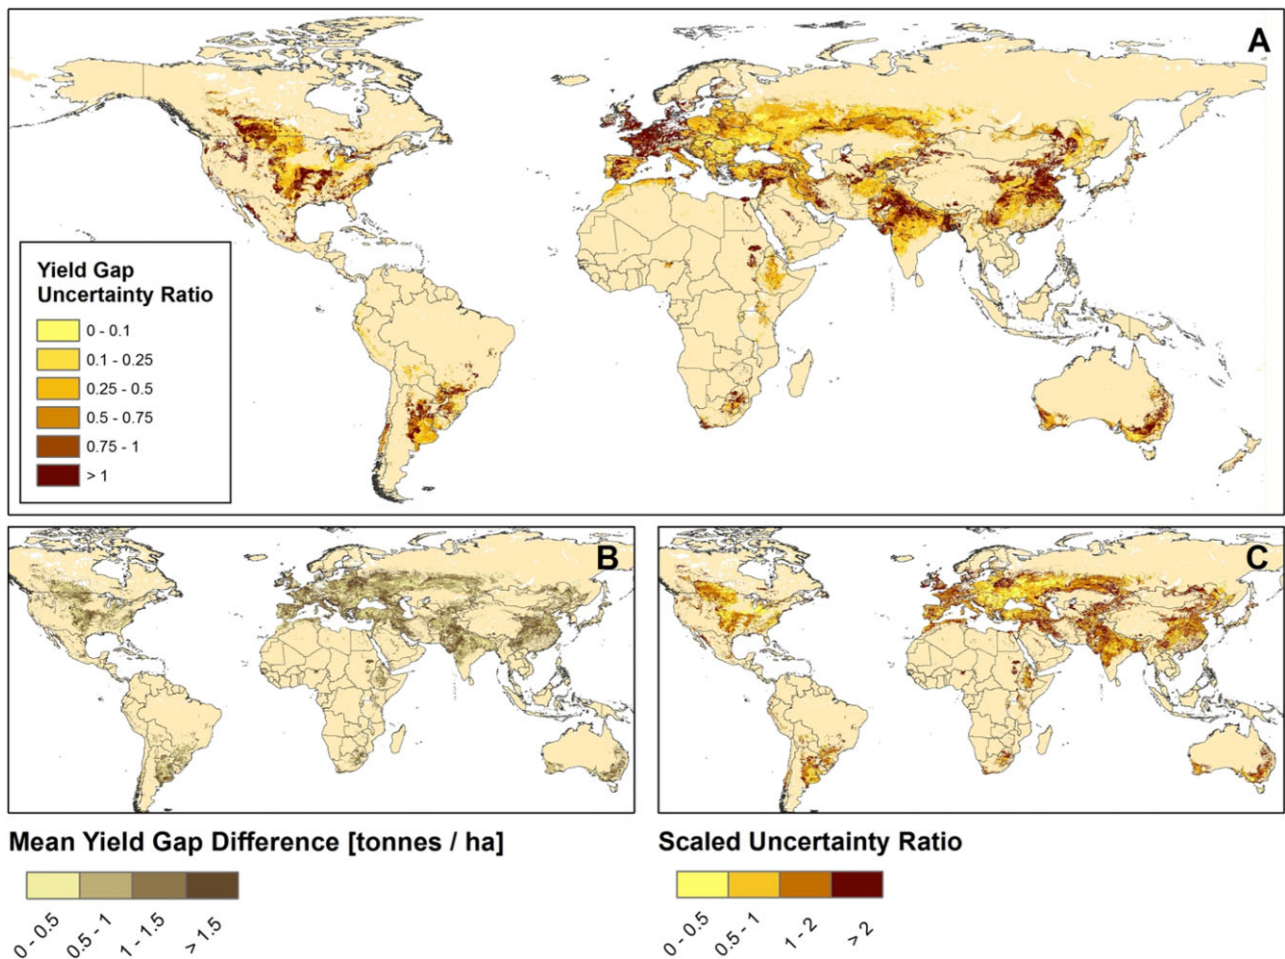 A
Yield Gap
Uncertainty Ratio
0 - 0.1
0.1 - 0.25
0.25 - 0.5
0.5 - 0.75
0.75 - 1
> 1
B
C
Mean Yield Gap Difference [tonnes / ha]
0 - 0.5
0.5 - 1
1 - 1.5
> 1.5
Scaled Uncertainty Ratio
0 - 0.5
0.5 - 1
1 - 2
> 2